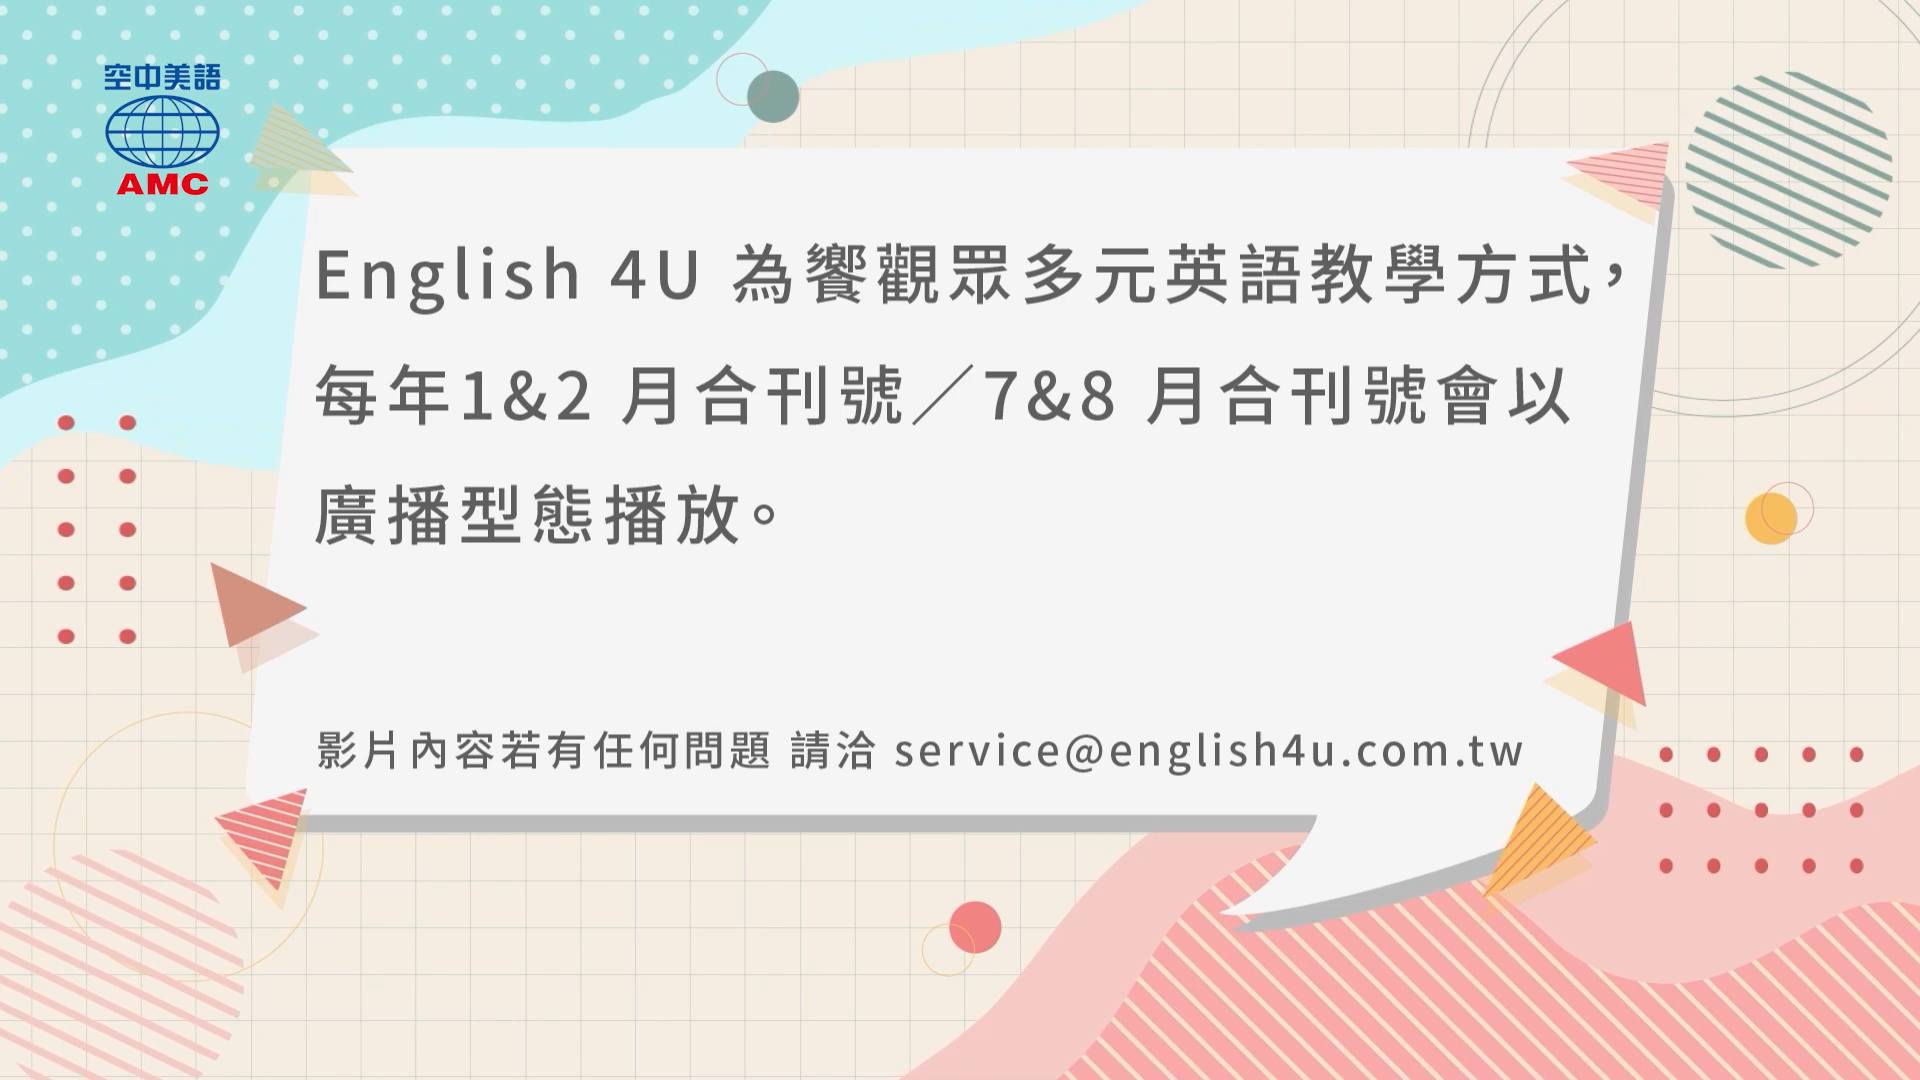 空中美語
AMC
English 4U 為饗觀眾多元英語教學方式，
每年1&2 月合刊號／7&8 月合刊號會以
廣播型態播放。
影片內容若有任何問題 請洽 service@english4u.com.tw